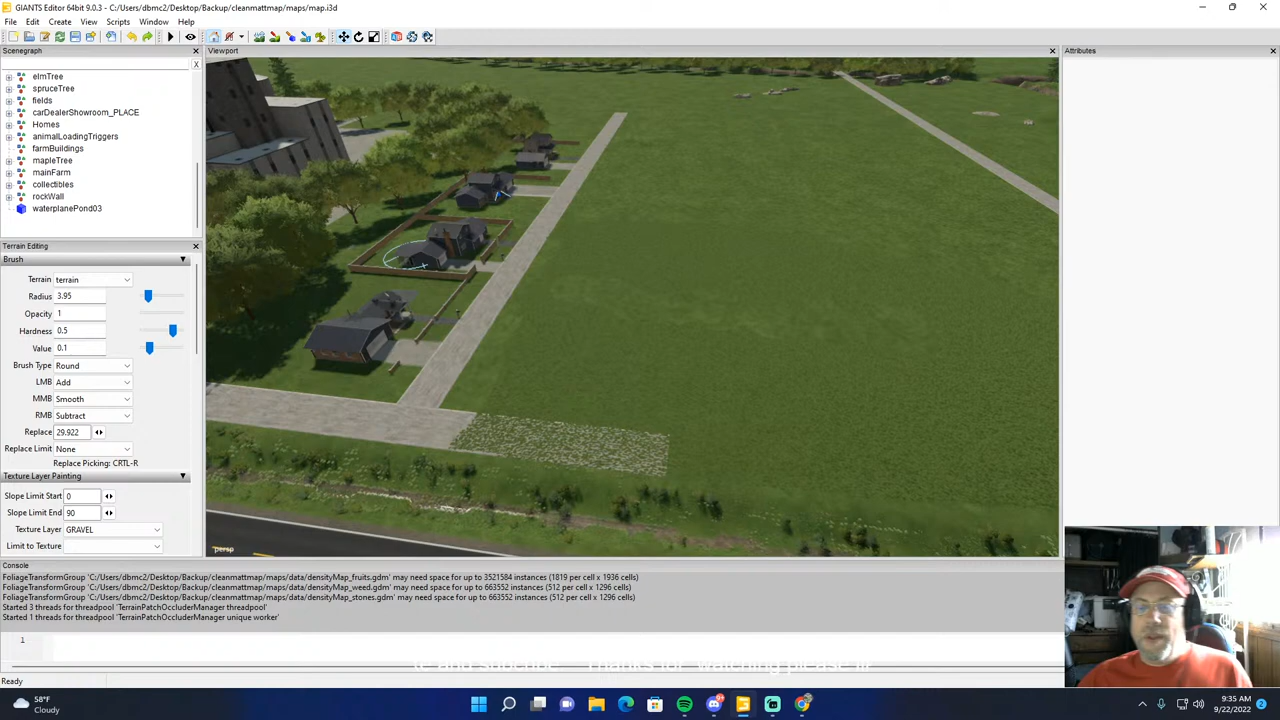 GIANTS Editor 64bit 9.0.3 - C:/Users/dbmc2/Desktop/Backup/cleanmattmap/maps/map.i3d
File Edit Create View Scripts Window Help
Scenegraph
Viewport
Attributes
X
elmTree
spruceTree
fields
carDealerShowroom_PLACE
Homes
animalLoadingTriggers
farmBuildings
mapleTree
mainFarm
collectibles
rockWall
waterplanePond03
Terrain Editing
Brush
Terrain terrain
Radius 3.95
Opacity 1
Hardness 0.5
Value 0.1
Brush Type Round
LMB Add
MMB Smooth
RMB Subtract
Replace 29.922
Replace Limit None
Replace Picking: CRTL-R
Texture Layer Painting
Slope Limit Start 0
Slope Limit End 90
Texture Layer GRAVEL
Limit to Texture
persp
Console
FoliageTransformGroup 'C:/Users/dbmc2/Desktop/Backup/cleanmattmap/maps/data/densityMap_fruits.gdm' may need space for up to 3521584 instances (1819 per cell x 1936 cells)
FoliageTransformGroup 'C:/Users/dbmc2/Desktop/Backup/cleanmattmap/maps/data/densityMap_weed.gdm' may need space for up to 663552 instances (512 per cell x 1296 cells)
FoliageTransformGroup 'C:/Users/dbmc2/Desktop/Backup/cleanmattmap/maps/data/densityMap_stones.gdm' may need space for up to 663552 instances (512 per cell x 1296 cells)
Started 3 threads for threadpool 'TerrainPatchOccluderManager threadpool'
Started 1 threads for threadpool 'TerrainPatchOccluderManager unique worker'
1
Thanks for watching please
Ready
58°F
Cloudy
9:35 AM
9/22/2022